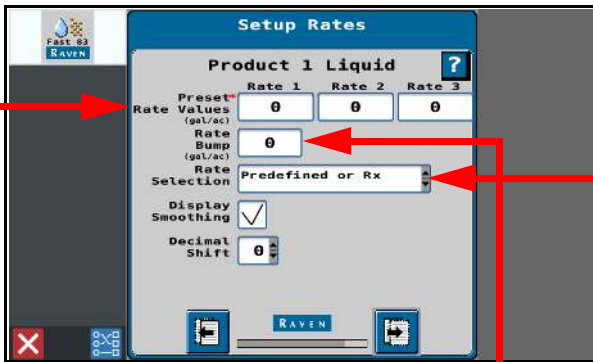 Fast 83
RAVEN
Setup Rates
Product 1 Liquid
?
Rate 1 Rate 2 Rate 3
Preset*
Rate Values
(gal/ac)
0 0 0
Rate
Bump
(gal/ac)
0
Rate
Selection
Predefined or Rx
Display
Smoothing
Decimal
Shift
0
RAVEN